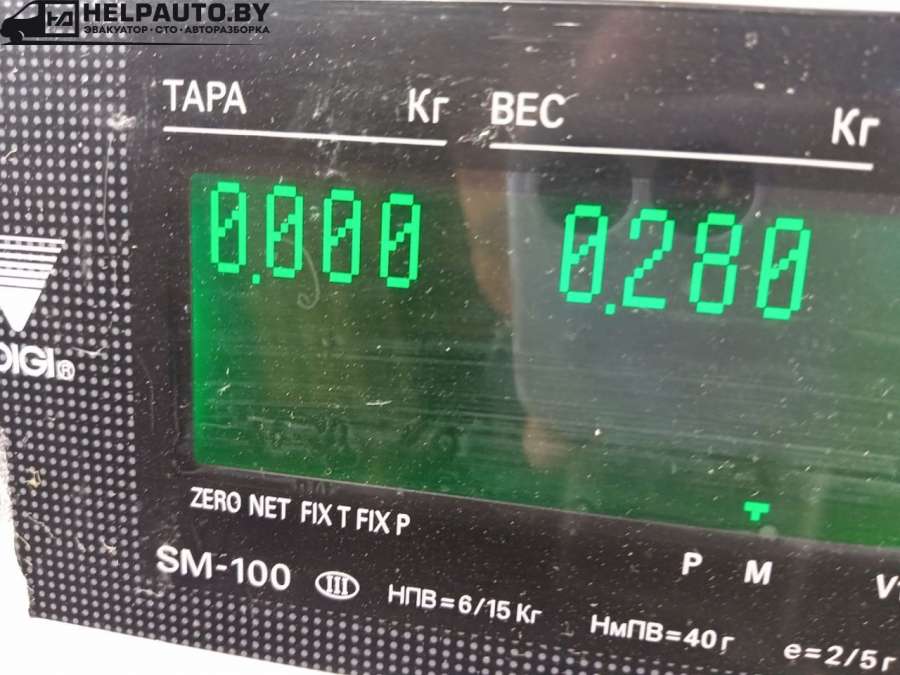 HELPAUTO.BY
ЭВАКУАТОР · СТО · АВТОРАЗБОРКА
ТАРА Кг ВЕС Кг
0.000 0.280
DIGI®
ZERO NET FIX T FIX P
P M
SM-100 III НПВ=6/15 Кг НмПВ=40 г e=2/5 г